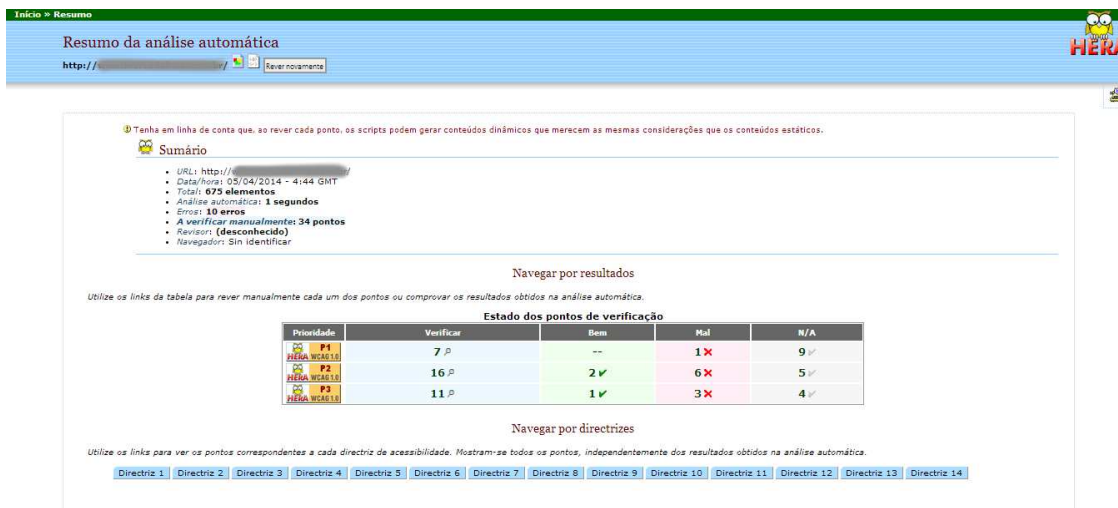 Início » Resumo
Resumo da análise automática
HERA
http:// / Rever novamente
Tenha em linha de conta que, ao rever cada ponto, os scripts podem gerar conteúdos dinámicos que merecem as mesmas considerações que os conteúdos estáticos.
Sumário
• URL: http:// /
• Data/hora: 05/04/2014 - 4:44 GMT
• Total: 675 elementos
• Análise automática: 1 segundos
• Erros: 10 erros
• A verificar manualmente: 34 pontos
• Revisor: (desconhecido)
• Navegador: Sin identificar
Navegar por resultados
Utilize os links da tabela para rever manualmente cada um dos pontos ou comprovar os resultados obtidos na análise automática.
Estado dos pontos de verificação
Prioridade Verificar Bem Mal N/A
HERA P1 WCAG 1.0 7 -- 1 9
HERA P2 WCAG 1.0 16 2 6 5
HERA P3 WCAG 1.0 11 1 3 4
Navegar por directrizes
Utilize os links para ver os pontos correspondentes a cada directriz de acessibilidade. Mostram-se todos os pontos, independentemente dos resultados obtidos na análise automática.
Directriz 1 Directriz 2 Directriz 3 Directriz 4 Directriz 5 Directriz 6 Directriz 7 Directriz 8 Directriz 9 Directriz 10 Directriz 11 Directriz 12 Directriz 13 Directriz 14